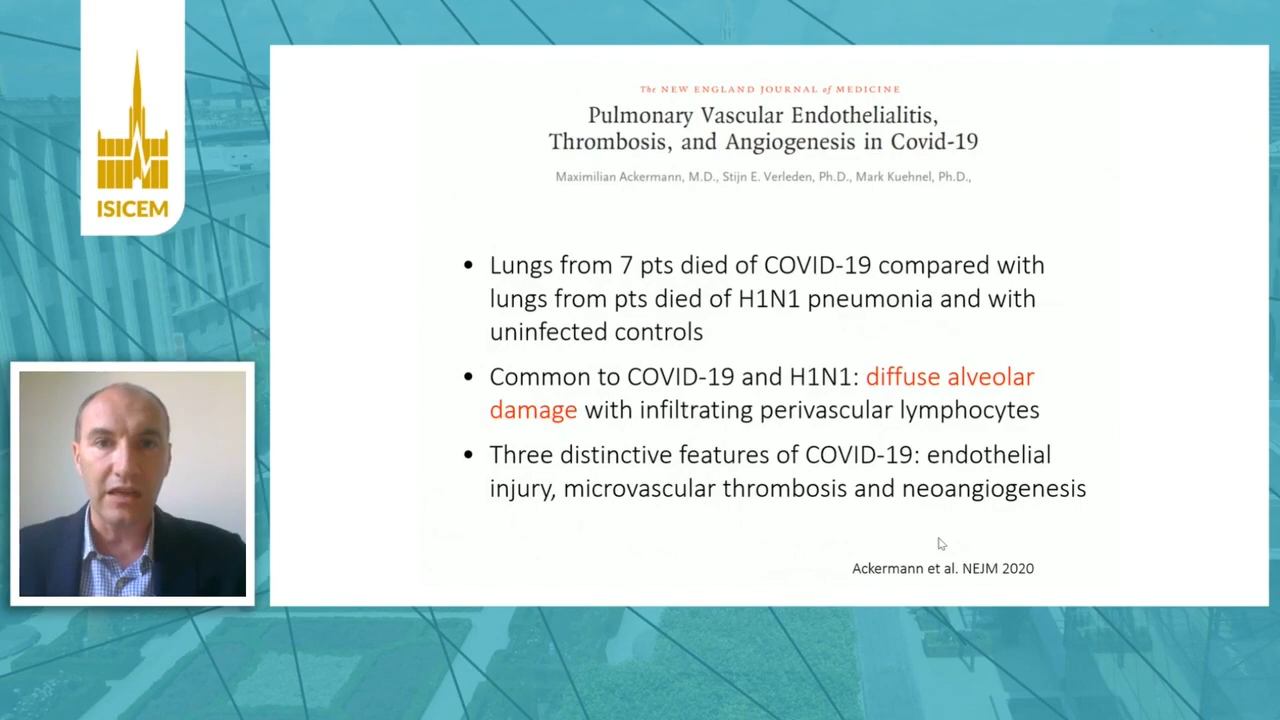 ISICEM
The NEW ENGLAND JOURNAL of MEDICINE
Pulmonary Vascular Endothelialitis,
Thrombosis, and Angiogenesis in Covid-19
Maximilian Ackermann, M.D., Stijn E. Verleden, Ph.D., Mark Kuehnel, Ph.D.,
• Lungs from 7 pts died of COVID-19 compared with
lungs from pts died of H1N1 pneumonia and with
uninfected controls
• Common to COVID-19 and H1N1: diffuse alveolar
damage with infiltrating perivascular lymphocytes
• Three distinctive features of COVID-19: endothelial
injury, microvascular thrombosis and neoangiogenesis
Ackermann et al. NEJM 2020